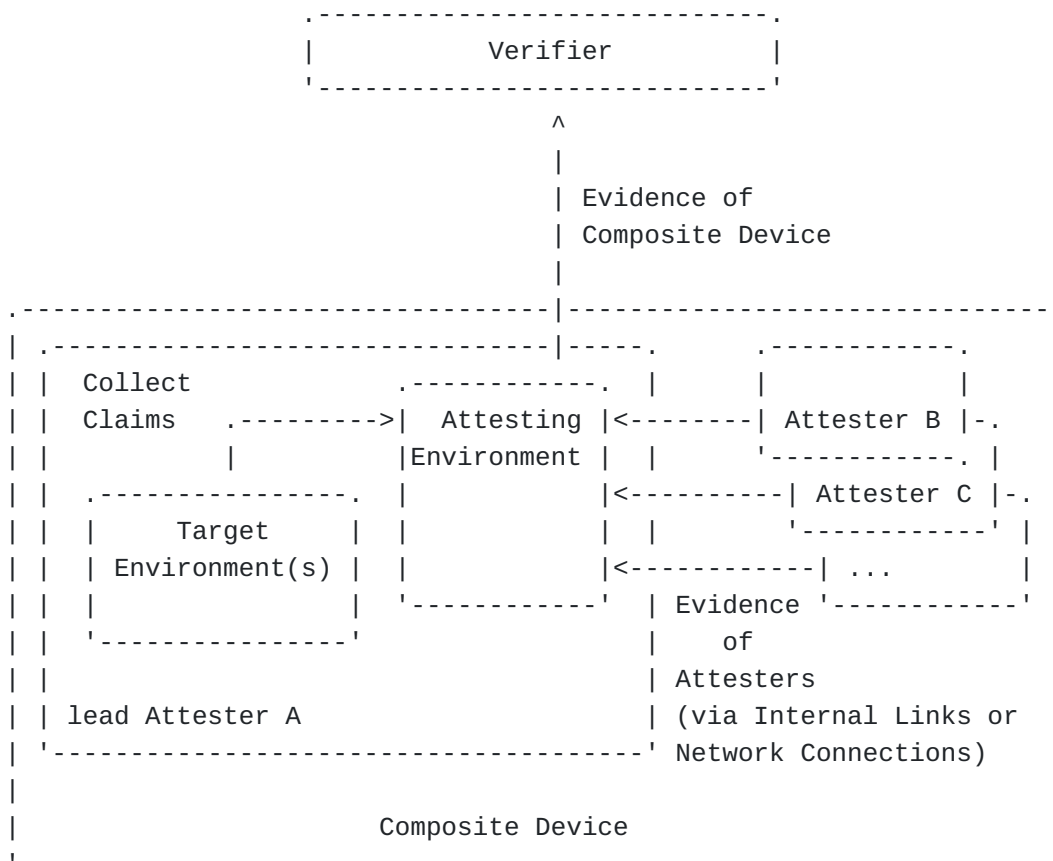 Verifier
Evidence of
Composite Device
Collect
Claims
Attesting
Environment
Target
Environment(s)
lead Attester A
Attester B
Attester C
...
Evidence
of
Attesters
(via Internal Links or
Network Connections)
Composite Device